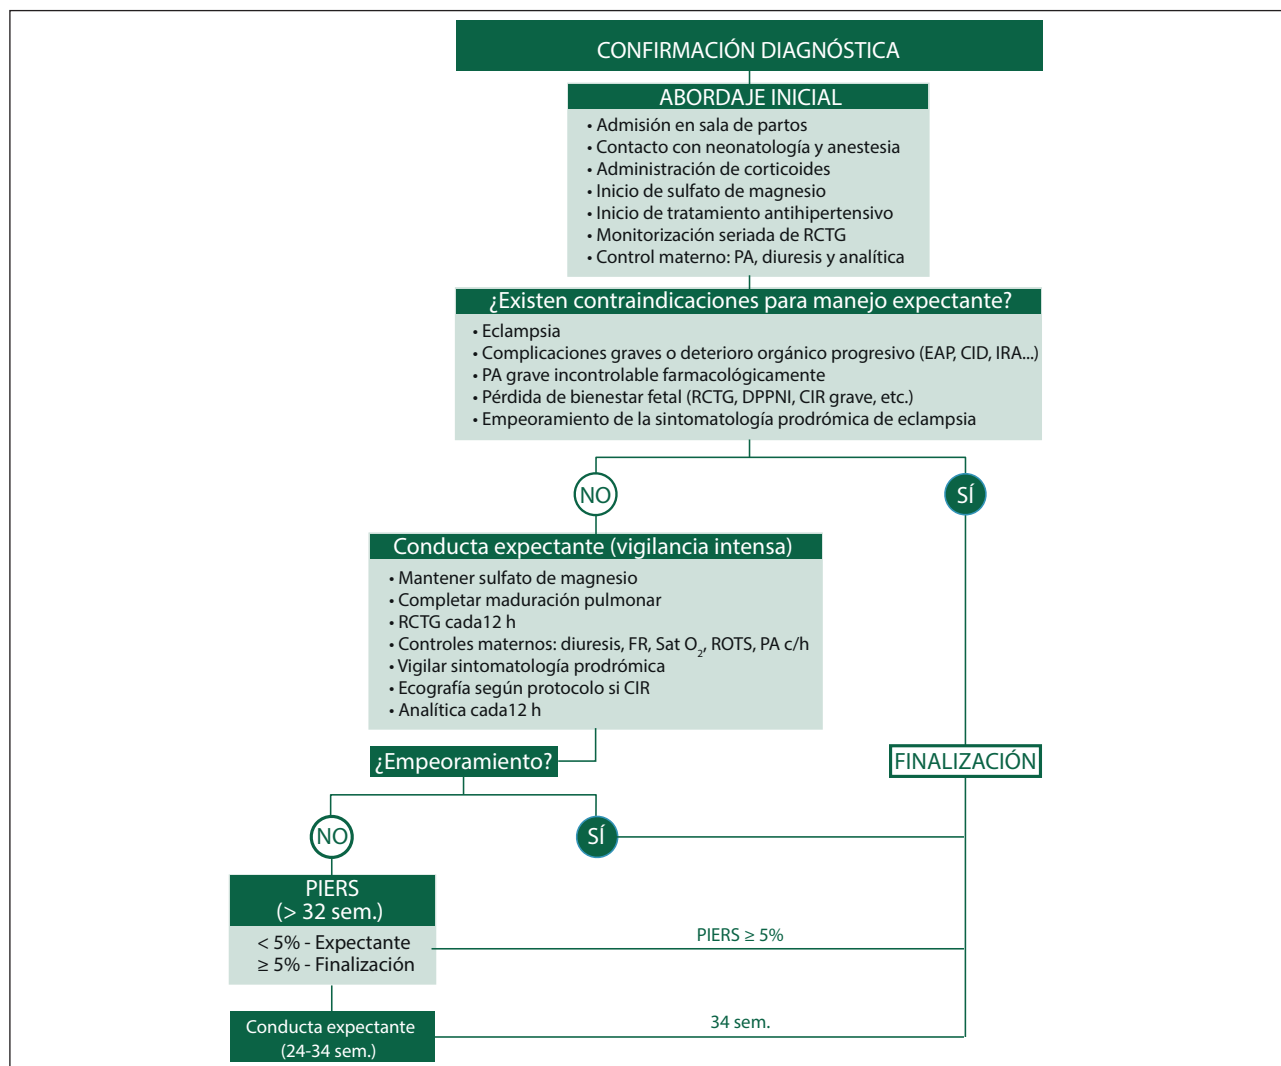 CONFIRMACIÓN DIAGNÓSTICA
ABORDAJE INICIAL
• Admisión en sala de partos
• Contacto con neonatología y anestesia
• Administración de corticoides
• Inicio de sulfato de magnesio
• Inicio de tratamiento antihipertensivo
• Monitorización seriada de RCTG
• Control materno: PA, diuresis y analítica
¿Existen contraindicaciones para manejo expectante?
• Eclampsia
• Complicaciones graves o deterioro orgánico progresivo (EAP, CID, IRA...)
• PA grave incontrolable farmacológicamente
• Pérdida de bienestar fetal (RCTG, DPPNI, CIR grave, etc.)
• Empeoramiento de la sintomatología prodrómica de eclampsia
NO
SÍ
Conducta expectante (vigilancia intensa)
• Mantener sulfato de magnesio
• Completar maduración pulmonar
• RCTG cada12 h
• Controles maternos: diuresis, FR, Sat O₂, ROTS, PA c/h
• Vigilar sintomatología prodrómica
• Ecografía según protocolo si CIR
• Analítica cada12 h
¿Empeoramiento?
FINALIZACIÓN
NO
SÍ
PIERS
(> 32 sem.)
< 5% - Expectante
≥ 5% - Finalización
PIERS ≥ 5%
Conducta expectante
(24-34 sem.)
34 sem.